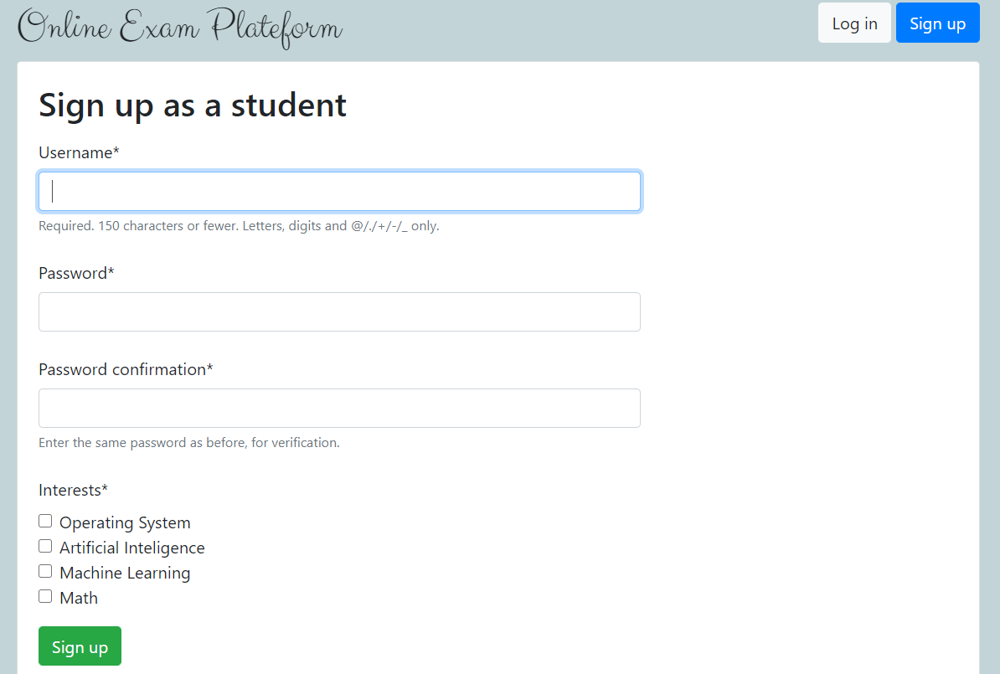 Online Exam Plateform
Log in
Sign up
Sign up as a student
Username*
Required. 150 characters or fewer. Letters, digits and @/./+/-/_ only.
Password*
Password confirmation*
Enter the same password as before, for verification.
Interests*
Operating System
Artificial Inteligence
Machine Learning
Math
Sign up